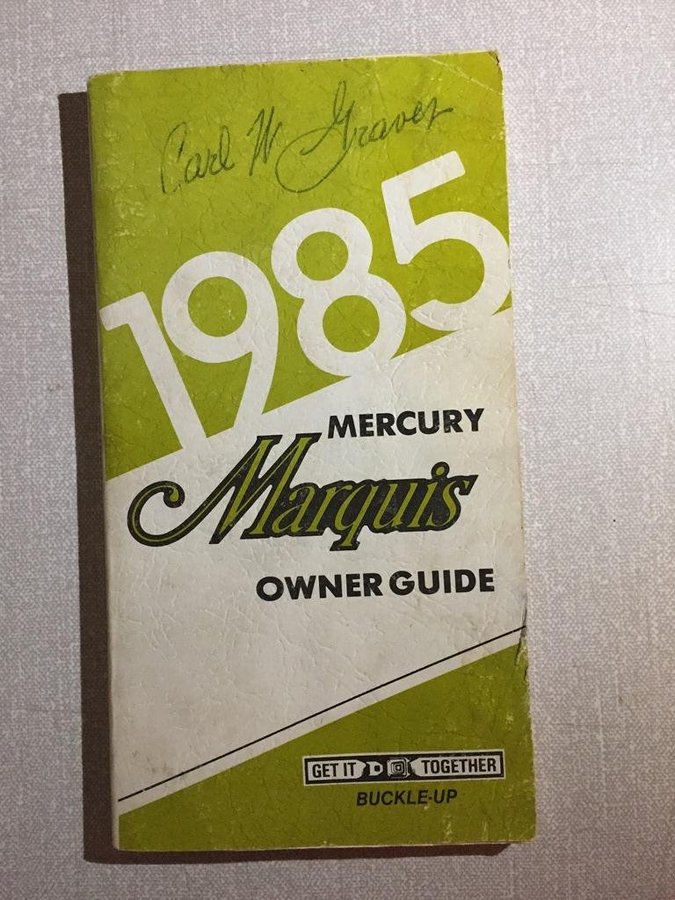 Carl W Graves
1985
MERCURY
Marquis
OWNER GUIDE
GET IT TOGETHER
BUCKLE-UP